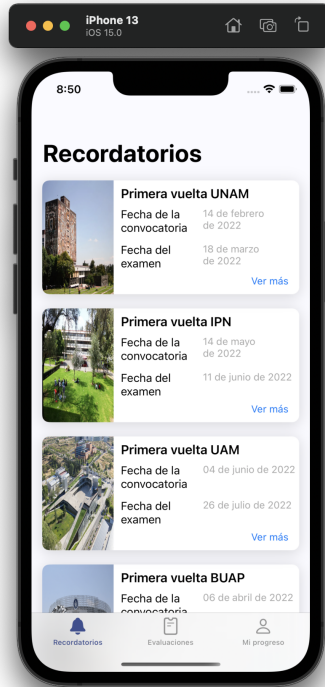 iPhone 13
iOS 15.0
8:50
Recordatorios
Primera vuelta UNAM
Fecha de la convocatoria
14 de febrero de 2022
Fecha del examen
18 de marzo de 2022
Ver más
Primera vuelta IPN
Fecha de la convocatoria
14 de mayo de 2022
Fecha del examen
11 de junio de 2022
Ver más
Primera vuelta UAM
Fecha de la convocatoria
04 de junio de 2022
Fecha del examen
26 de julio de 2022
Ver más
Primera vuelta BUAP
Fecha de la convocatoria
06 de abril de 2022
Recordatorios
Evaluaciones
Mi progreso